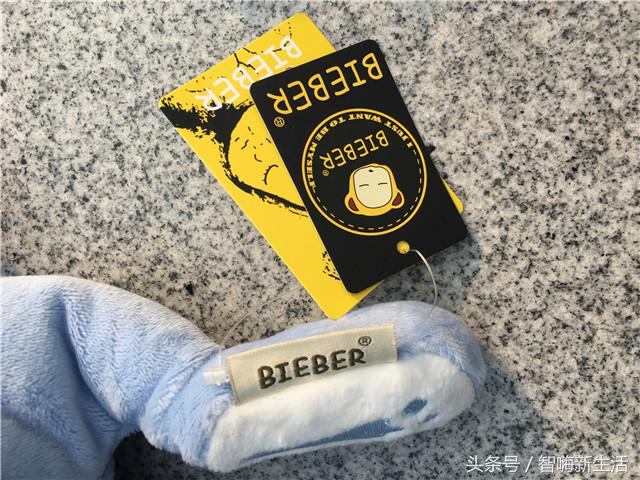 BIEBER
BIEBER®
I JUST WANT TO BE MYSELF
BIEBER®
BIEBER®
头条号 / 智嗨新生活